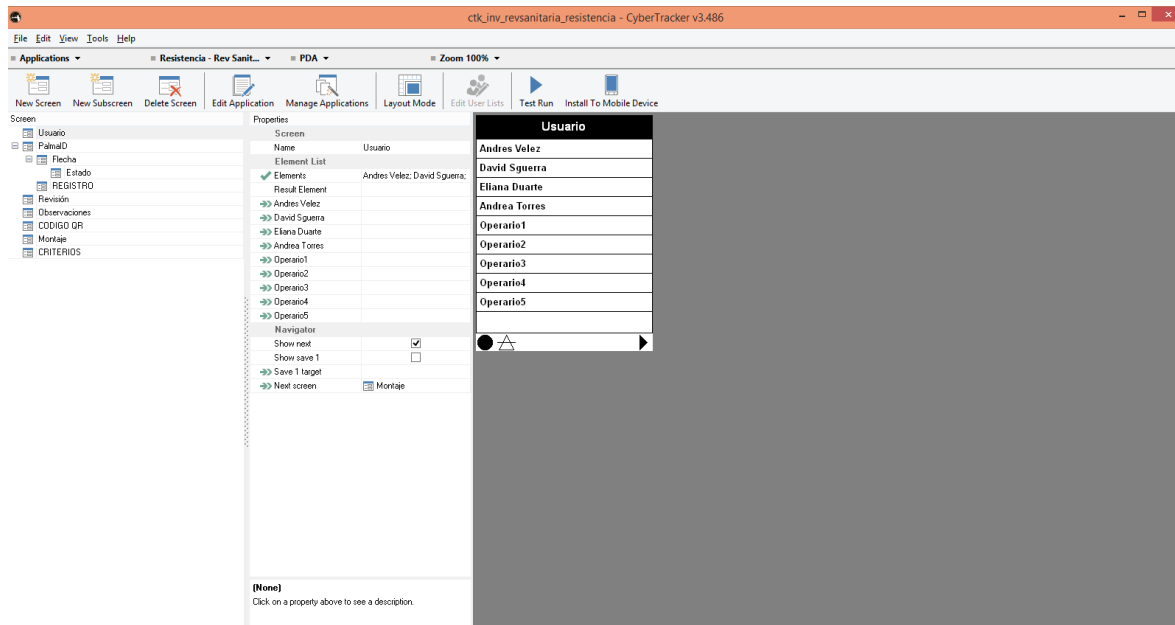 ctk_inv_revsanitaria_resistencia - CyberTracker v3.486
File Edit View Tools Help
Applications Resistencia - Rev Sanit... PDA Zoom 100%
New Screen New Subscreen Delete Screen Edit Application Manage Applications Layout Mode Edit User Lists Test Run Install To Mobile Device
Screen
Usuario
PalmaID
Flecha
Estado
REGISTRO
Revisión
Observaciones
CODIGO QR
Montaje
CRITERIOS
Properties
Screen
Name Usuario
Element List
Elements Andres Velez; David Sguerra;
Result Element
Andres Velez
David Sguerra
Eliana Duarte
Andrea Torres
Operario1
Operario2
Operario3
Operario4
Operario5
Navigator
Show next
Show save 1
Save 1 target
Next screen Montaje
(None)
Click on a property above to see a description.
Usuario
Andres Velez
David Sguerra
Eliana Duarte
Andrea Torres
Operario1
Operario2
Operario3
Operario4
Operario5